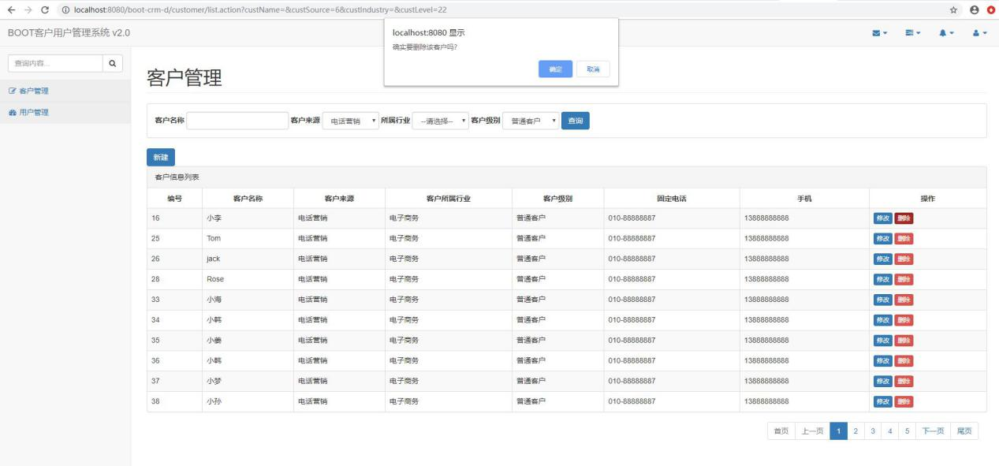 localhost:8080/boot-crm-d/customer/list.action?custName=&custSource=6&custIndustry=&custLevel=22
BOOT客户用户管理系统 v2.0
localhost:8080 显示
确实要删除该客户吗?
确定 取消
查询内容...
客户管理
用户管理
客户管理
客户名称 客户来源 电话营销 所属行业 --请选择-- 客户级别 普通客户 查询
新建
客户信息列表
编号 客户名称 客户来源 客户所属行业 客户级别 固定电话 手机 操作
16 小李 电话营销 电子商务 普通客户 010-88888887 13888888888 修改 删除
25 Tom 电话营销 电子商务 普通客户 010-88888887 13888888888 修改 删除
26 jack 电话营销 电子商务 普通客户 010-88888887 13888888888 修改 删除
28 Rose 电话营销 电子商务 普通客户 010-88888887 13888888888 修改 删除
33 小海 电话营销 电子商务 普通客户 010-88888887 13888888888 修改 删除
34 小韩 电话营销 电子商务 普通客户 010-88888887 13888888888 修改 删除
35 小姜 电话营销 电子商务 普通客户 010-88888887 13888888888 修改 删除
36 小韩 电话营销 电子商务 普通客户 010-88888887 13888888888 修改 删除
37 小梦 电话营销 电子商务 普通客户 010-88888887 13888888888 修改 删除
38 小孙 电话营销 电子商务 普通客户 010-88888887 13888888888 修改 删除
首页 上一页 1 2 3 4 5 下一页 尾页